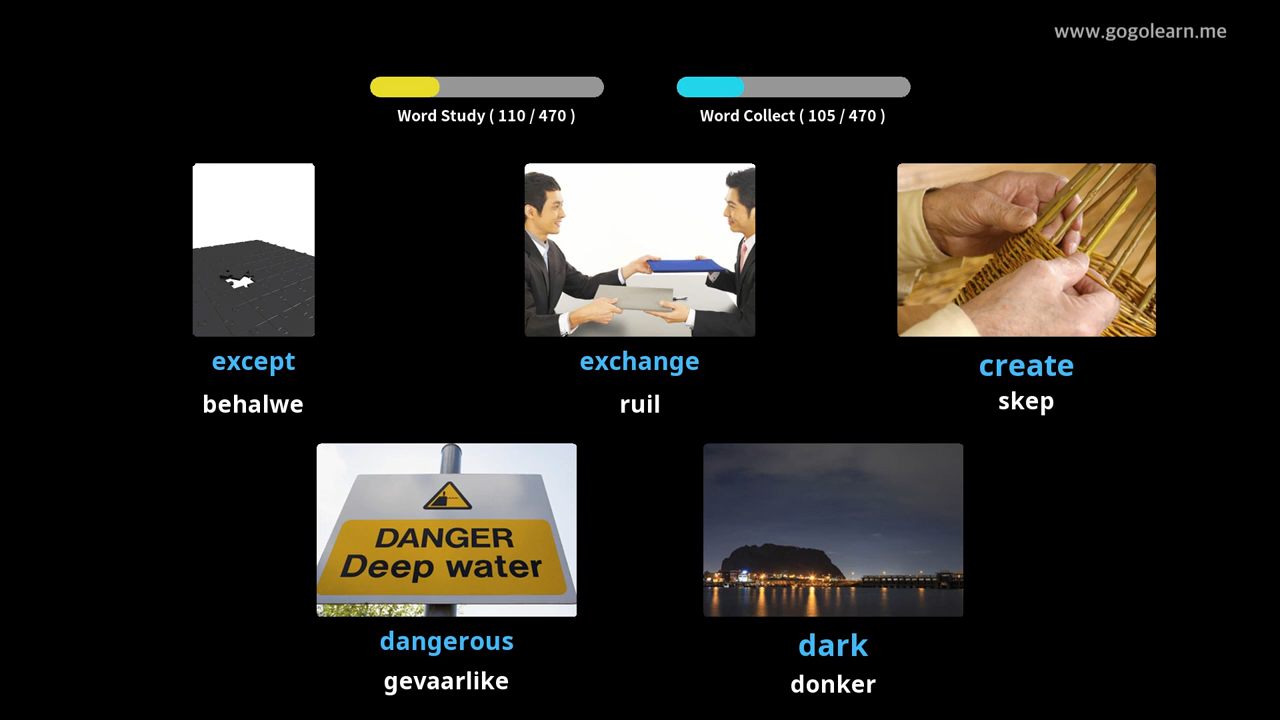 www.gogolearn.me
Word Study ( 110 / 470 )
Word Collect ( 105 / 470 )
except
behalwe
exchange
ruil
create
skep
DANGER
Deep water
dangerous
gevaarlike
dark
donker